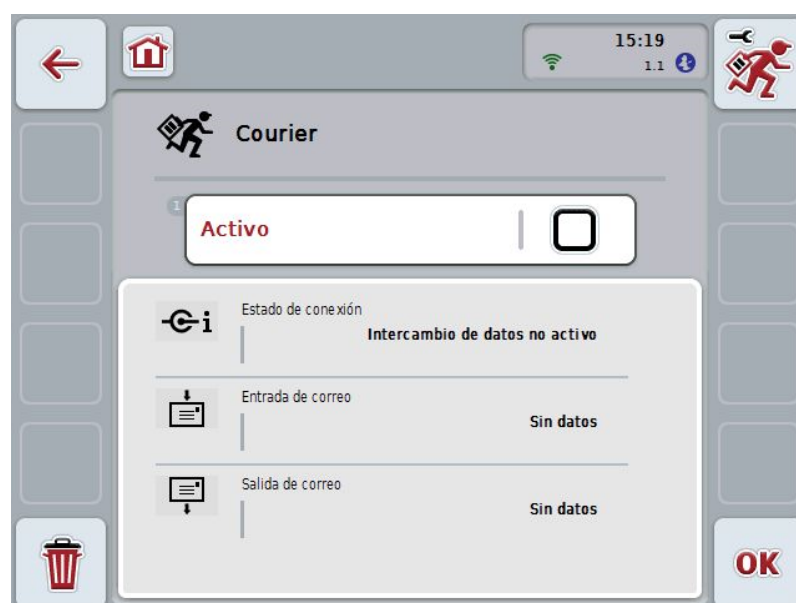 15:19
1.1
Courier
1
Activo
Estado de conexión
Intercambio de datos no activo
Entrada de correo
Sin datos
Salida de correo
Sin datos
OK